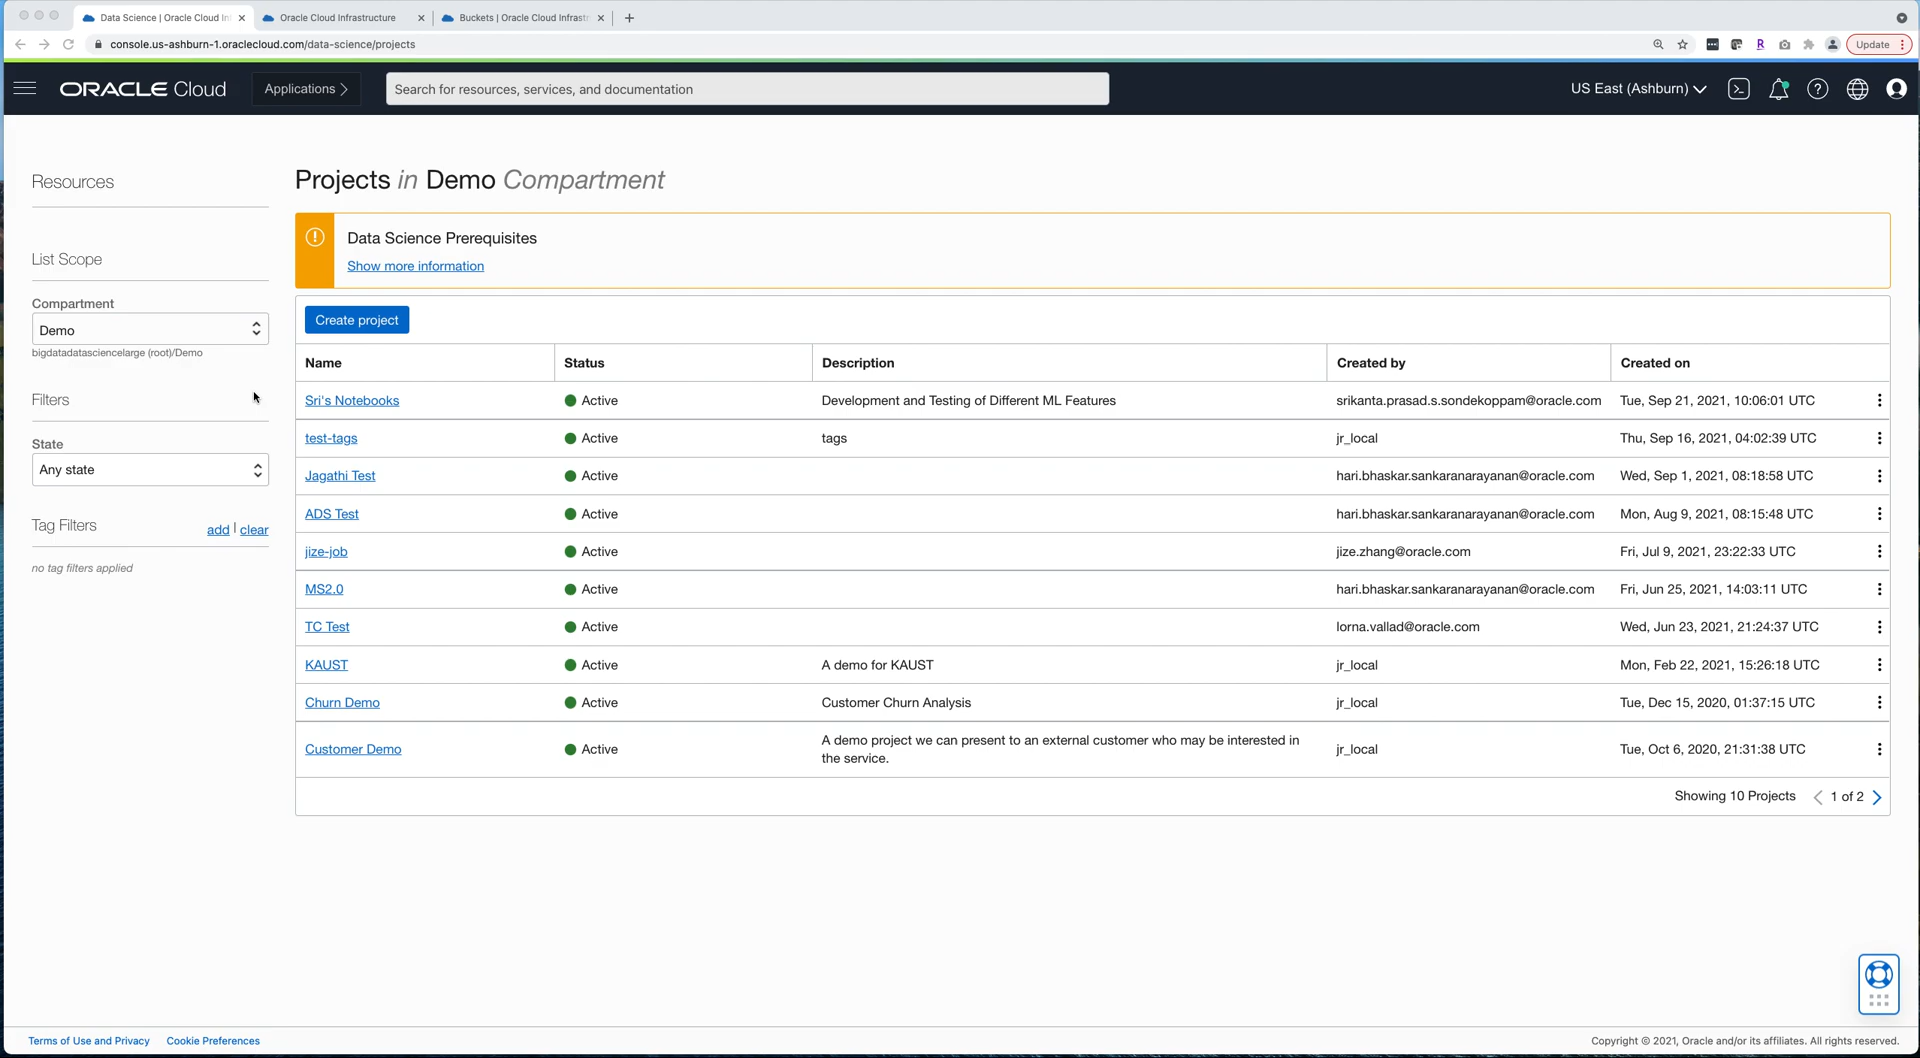 Data Science | Oracle Cloud In
Oracle Cloud Infrastructure
Buckets | Oracle Cloud Infrastr
console.us-ashburn-1.oraclecloud.com/data-science/projects
Update
ORACLE Cloud
Applications
Search for resources, services, and documentation
US East (Ashburn)
Resources
List Scope
Compartment
Demo
bigdatadatasciencelarge (root)/Demo
Filters
State
Any state
Tag Filters
add | clear
no tag filters applied
Projects in Demo Compartment
Data Science Prerequisites
Show more information
Create project
Name Status Description Created by Created on
Sri's Notebooks Active Development and Testing of Different ML Features srikanta.prasad.s.sondekoppam@oracle.com Tue, Sep 21, 2021, 10:06:01 UTC
test-tags Active tags jr_local Thu, Sep 16, 2021, 04:02:39 UTC
Jagathi Test Active hari.bhaskar.sankaranarayanan@oracle.com Wed, Sep 1, 2021, 08:18:58 UTC
ADS Test Active hari.bhaskar.sankaranarayanan@oracle.com Mon, Aug 9, 2021, 08:15:48 UTC
jize-job Active jize.zhang@oracle.com Fri, Jul 9, 2021, 23:22:33 UTC
MS2.0 Active hari.bhaskar.sankaranarayanan@oracle.com Fri, Jun 25, 2021, 14:03:11 UTC
TC Test Active lorna.vallad@oracle.com Wed, Jun 23, 2021, 21:24:37 UTC
KAUST Active A demo for KAUST jr_local Mon, Feb 22, 2021, 15:26:18 UTC
Churn Demo Active Customer Churn Analysis jr_local Tue, Dec 15, 2020, 01:37:15 UTC
Customer Demo Active A demo project we can present to an external customer who may be interested in
the service. jr_local Tue, Oct 6, 2020, 21:31:38 UTC
Showing 10 Projects 1 of 2
Terms of Use and Privacy Cookie Preferences
Copyright © 2021, Oracle and/or its affiliates. All rights reserved.